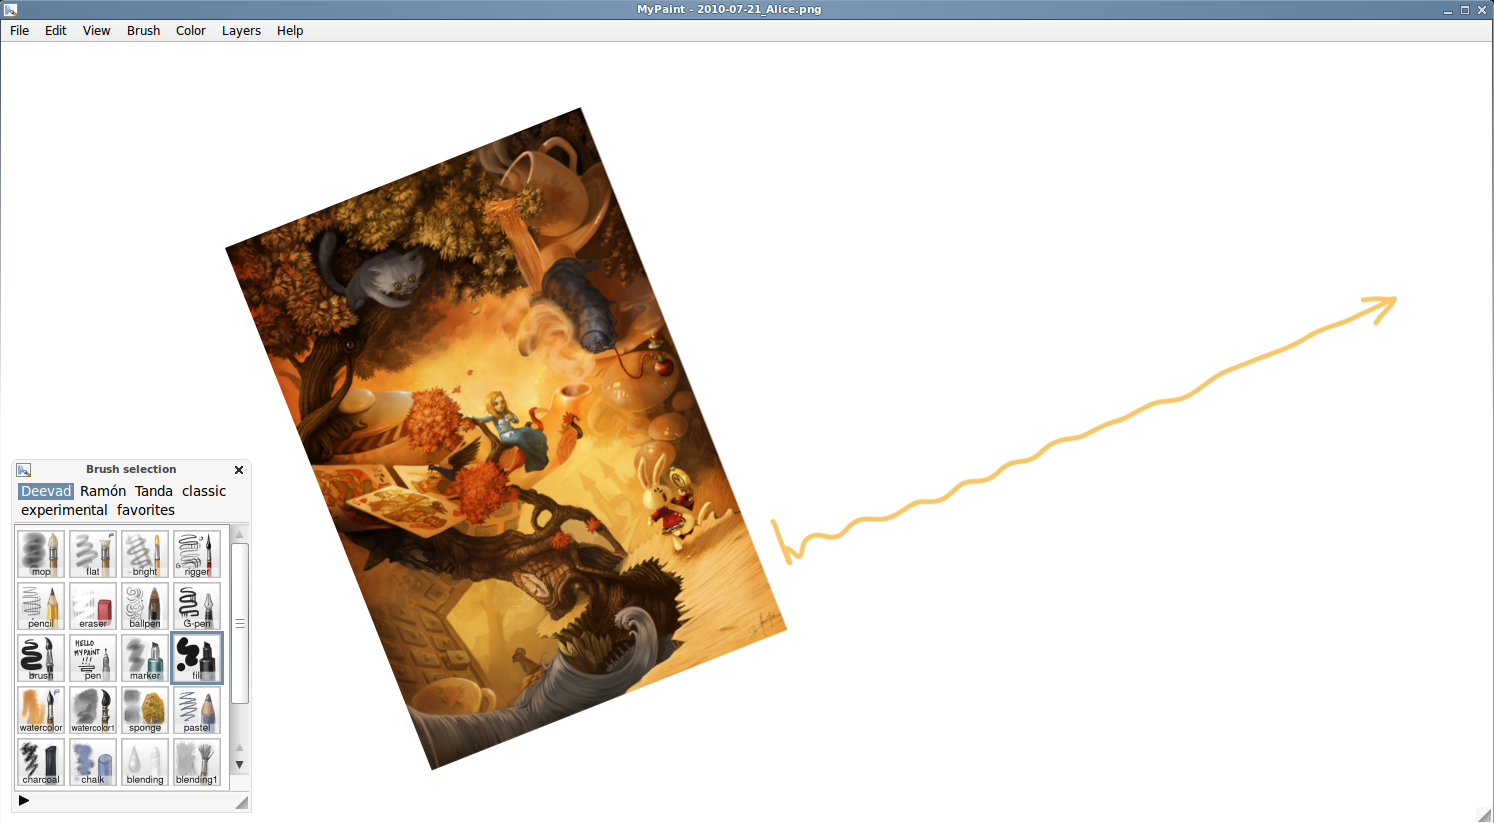 MyPaint - 2010-07-21_Alice.png
File Edit View Brush Color Layers Help
Brush selection
Deevad Ramón Tanda classic
experimental favorites
mop flat bright rigger
pencil eraser ballpen G-pen
HELLO
MYPAINT
!!!
brush pen marker fill
watercolor watercolor1 sponge pastel
charcoal chalk blending blending1